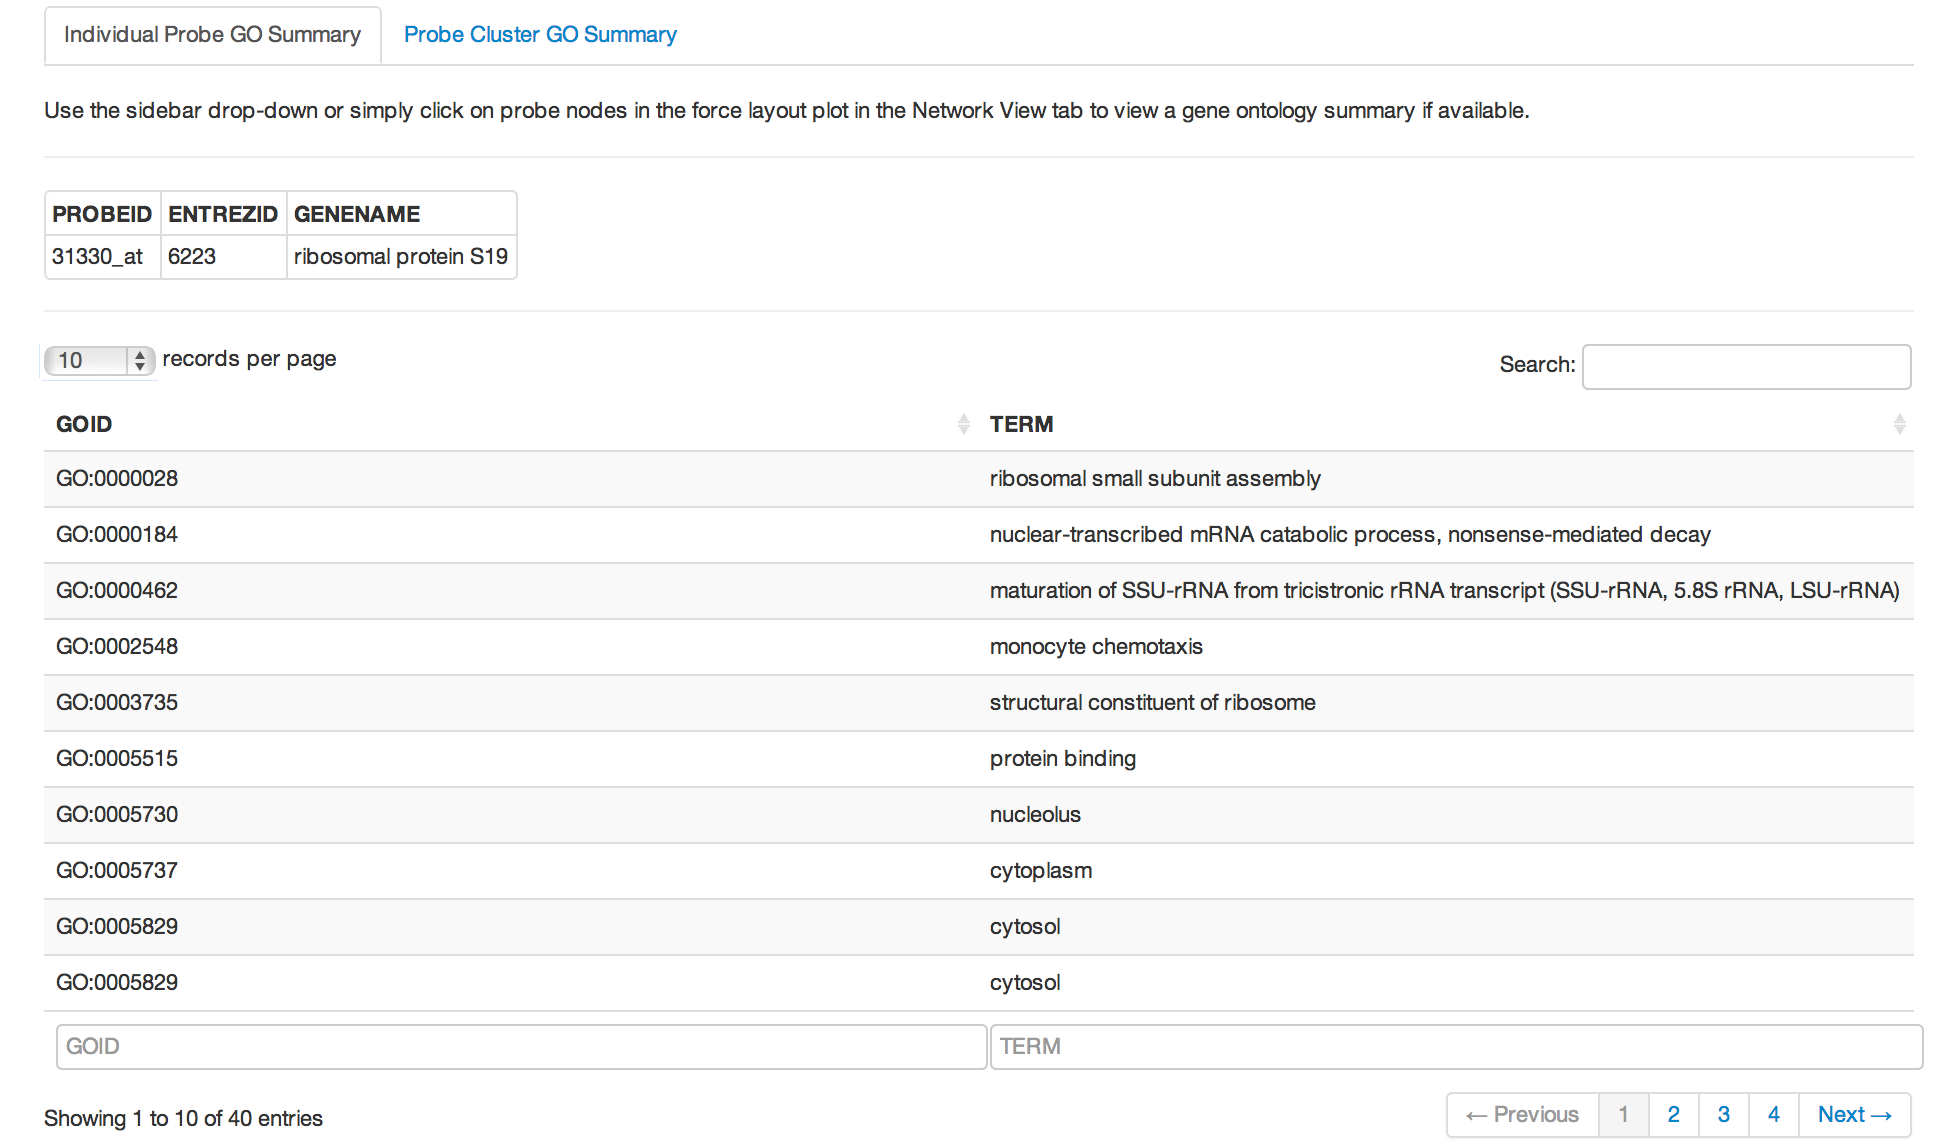 Individual Probe GO Summary Probe Cluster GO Summary
Use the sidebar drop-down or simply click on probe nodes in the force layout plot in the Network View tab to view a gene ontology summary if available.
PROBEID ENTREZID GENENAME
31330_at 6223 ribosomal protein S19
10 records per page Search:
GOID TERM
GO:0000028 ribosomal small subunit assembly
GO:0000184 nuclear-transcribed mRNA catabolic process, nonsense-mediated decay
GO:0000462 maturation of SSU-rRNA from tricistronic rRNA transcript (SSU-rRNA, 5.8S rRNA, LSU-rRNA)
GO:0002548 monocyte chemotaxis
GO:0003735 structural constituent of ribosome
GO:0005515 protein binding
GO:0005730 nucleolus
GO:0005737 cytoplasm
GO:0005829 cytosol
GO:0005829 cytosol
GOID TERM
Showing 1 to 10 of 40 entries ← Previous 1 2 3 4 Next →